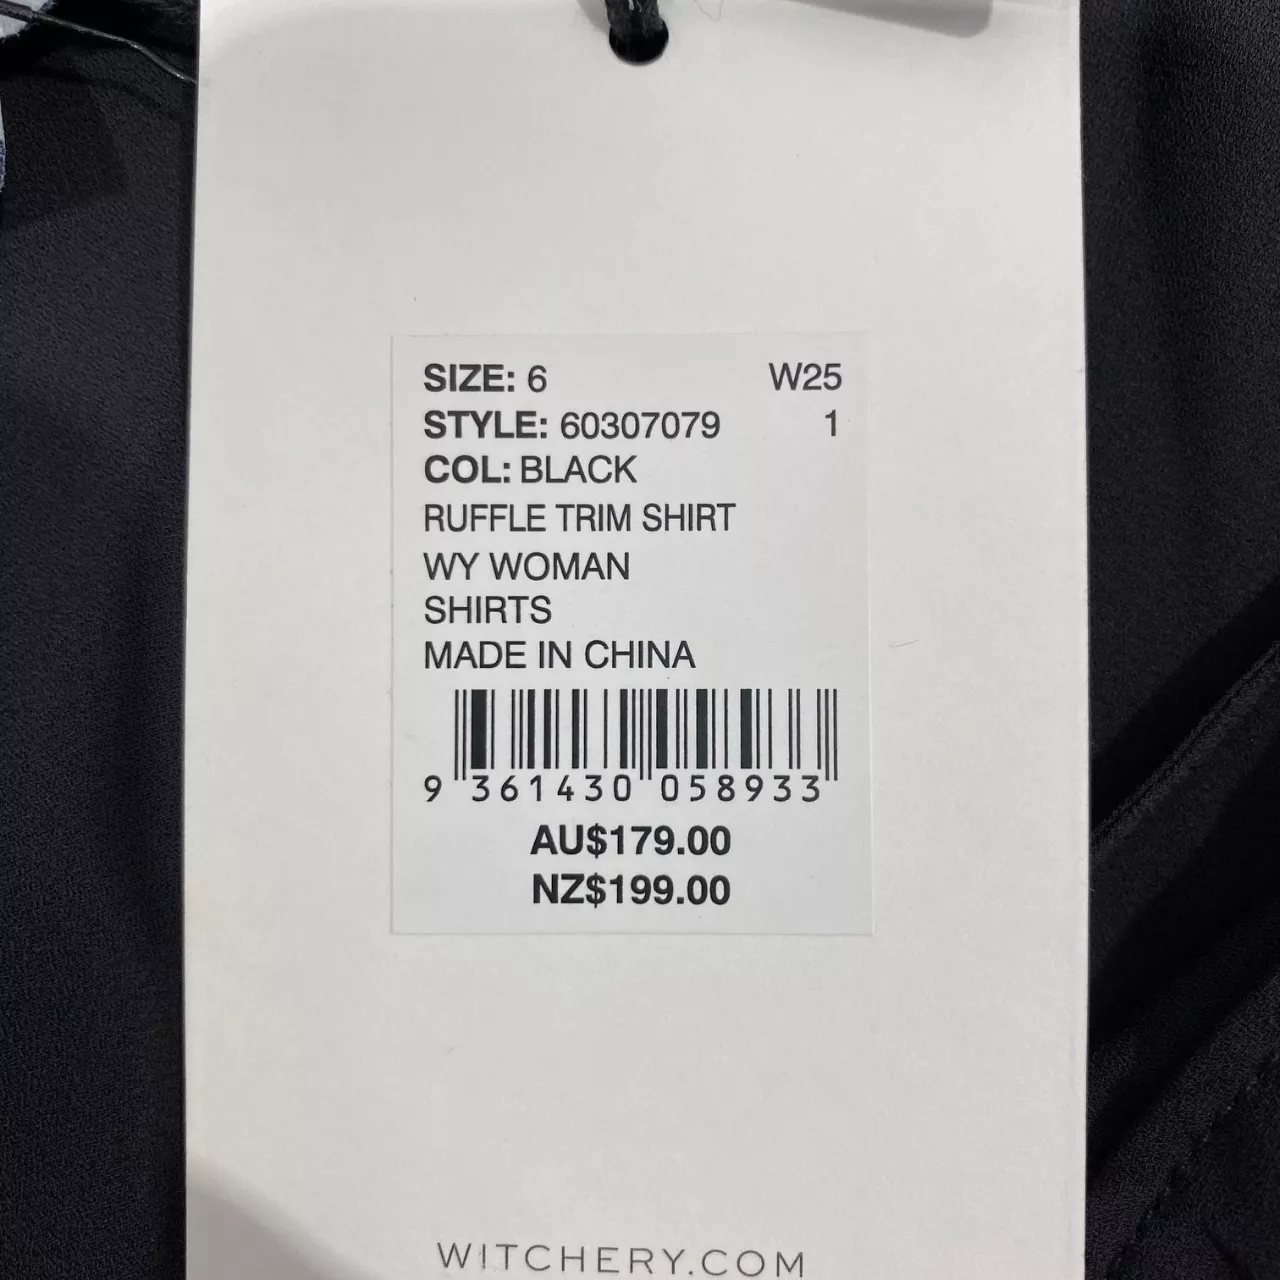 SIZE: 6 W25
STYLE: 60307079 1
COL: BLACK
RUFFLE TRIM SHIRT
WY WOMAN
SHIRTS
MADE IN CHINA
9 361430 058933
AU$179.00
NZ$199.00
WITCHERY.COM